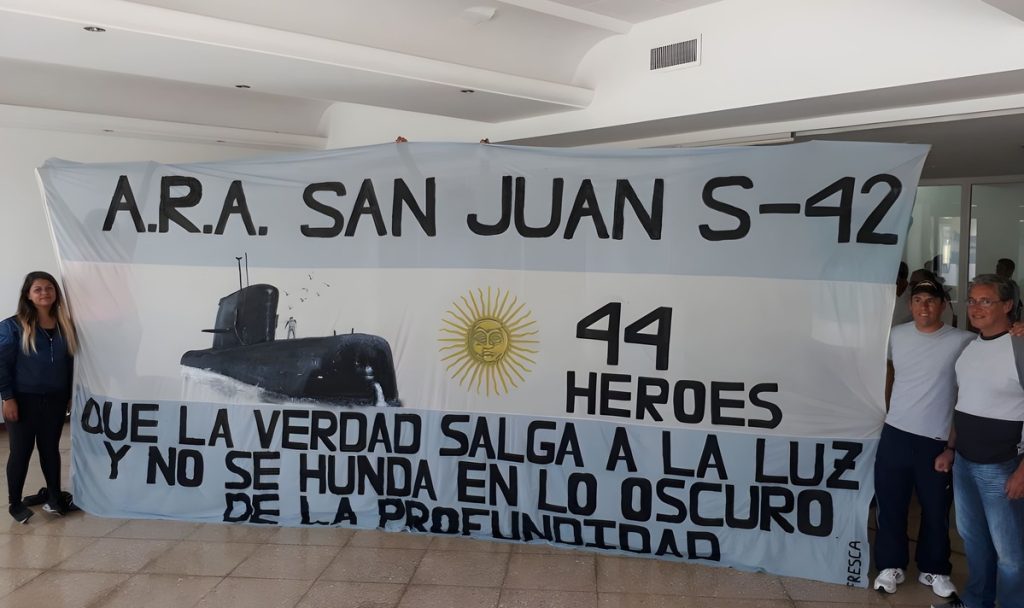 A.R.A. SAN JUAN S-42
44
HEROES
QUE LA VERDAD SALGA A LA LUZ
Y NO SE HUNDA EN LO OSCURO
DE LA PROFUNDIDAD
FRESCA